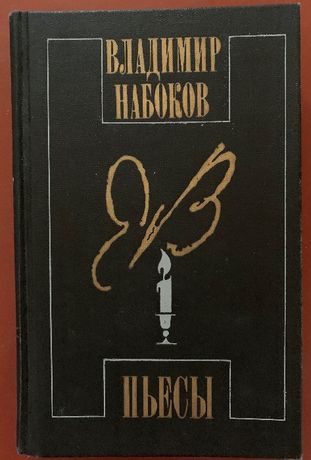 ВЛАДИМИР
НАБОКОВ
ПЬЕСЫ